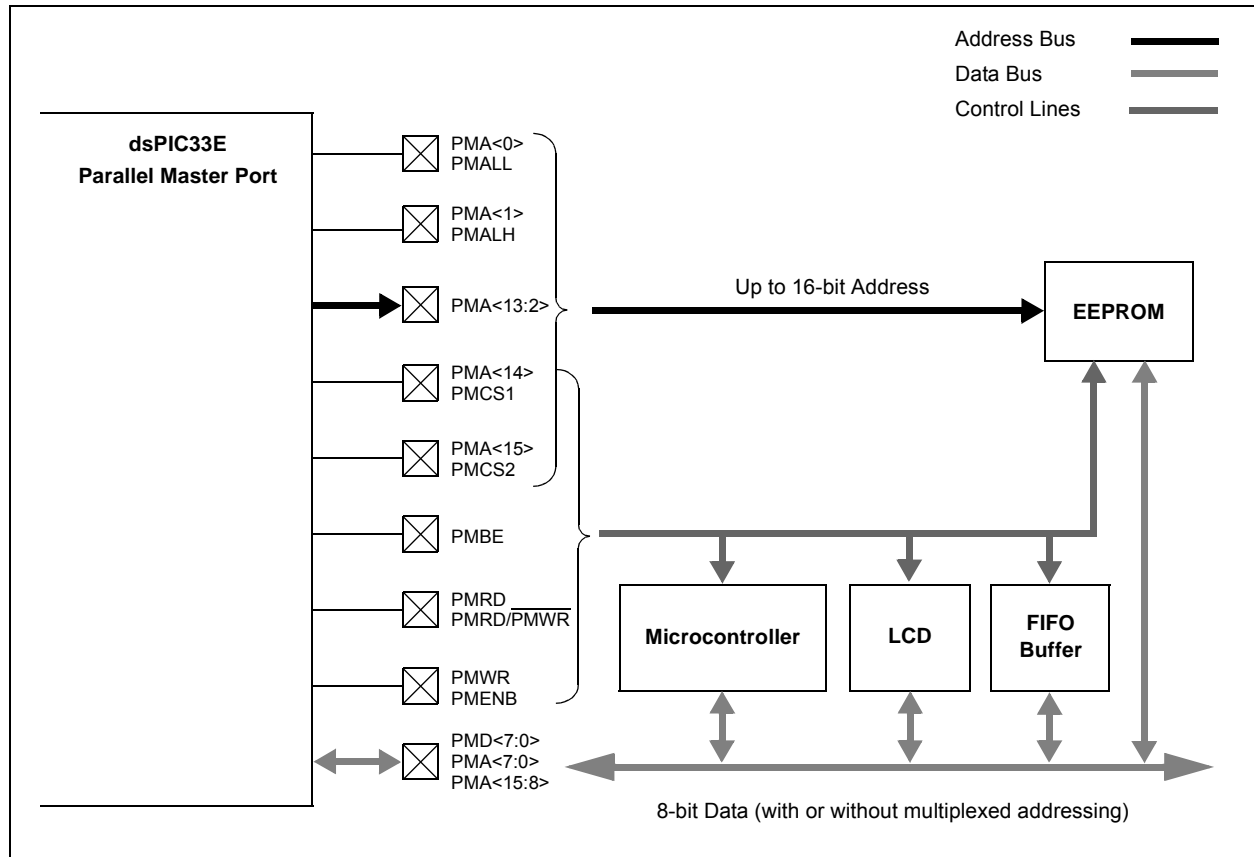 Address Bus
Data Bus
Control Lines
dsPIC33E
Parallel Master Port
PMA<0>
PMALL
PMA<1>
PMALH
PMA<13:2>
PMA<14>
PMCS1
PMA<15>
PMCS2
PMBE
PMRD
PMRD/PMWR
PMWR
PMENB
PMD<7:0>
PMA<7:0>
PMA<15:8>
Up to 16-bit Address
EEPROM
Microcontroller
LCD
FIFO
Buffer
8-bit Data (with or without multiplexed addressing)